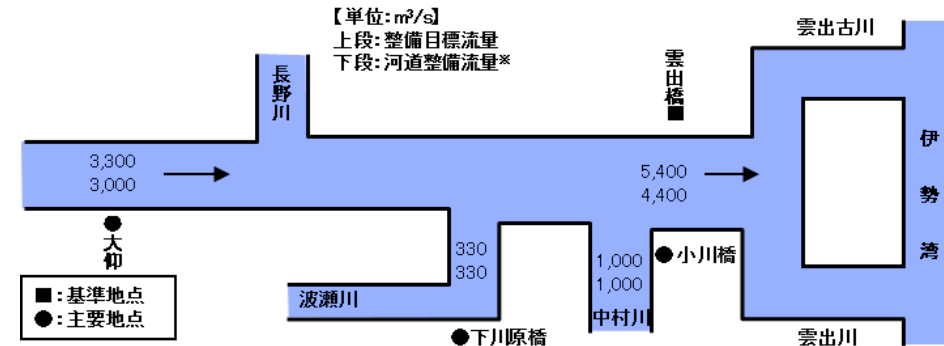 【単位:m³/s】
上段:整備目標流量
下段:河道整備流量※
雲出古川
長野川
雲出橋
■
伊勢湾
3,300
3,000
5,400
4,400
●
大仰
330
330
1,000
1,000
●小川橋
■:基準地点
●:主要地点
波瀬川
中村川
●下川原橋
雲出川